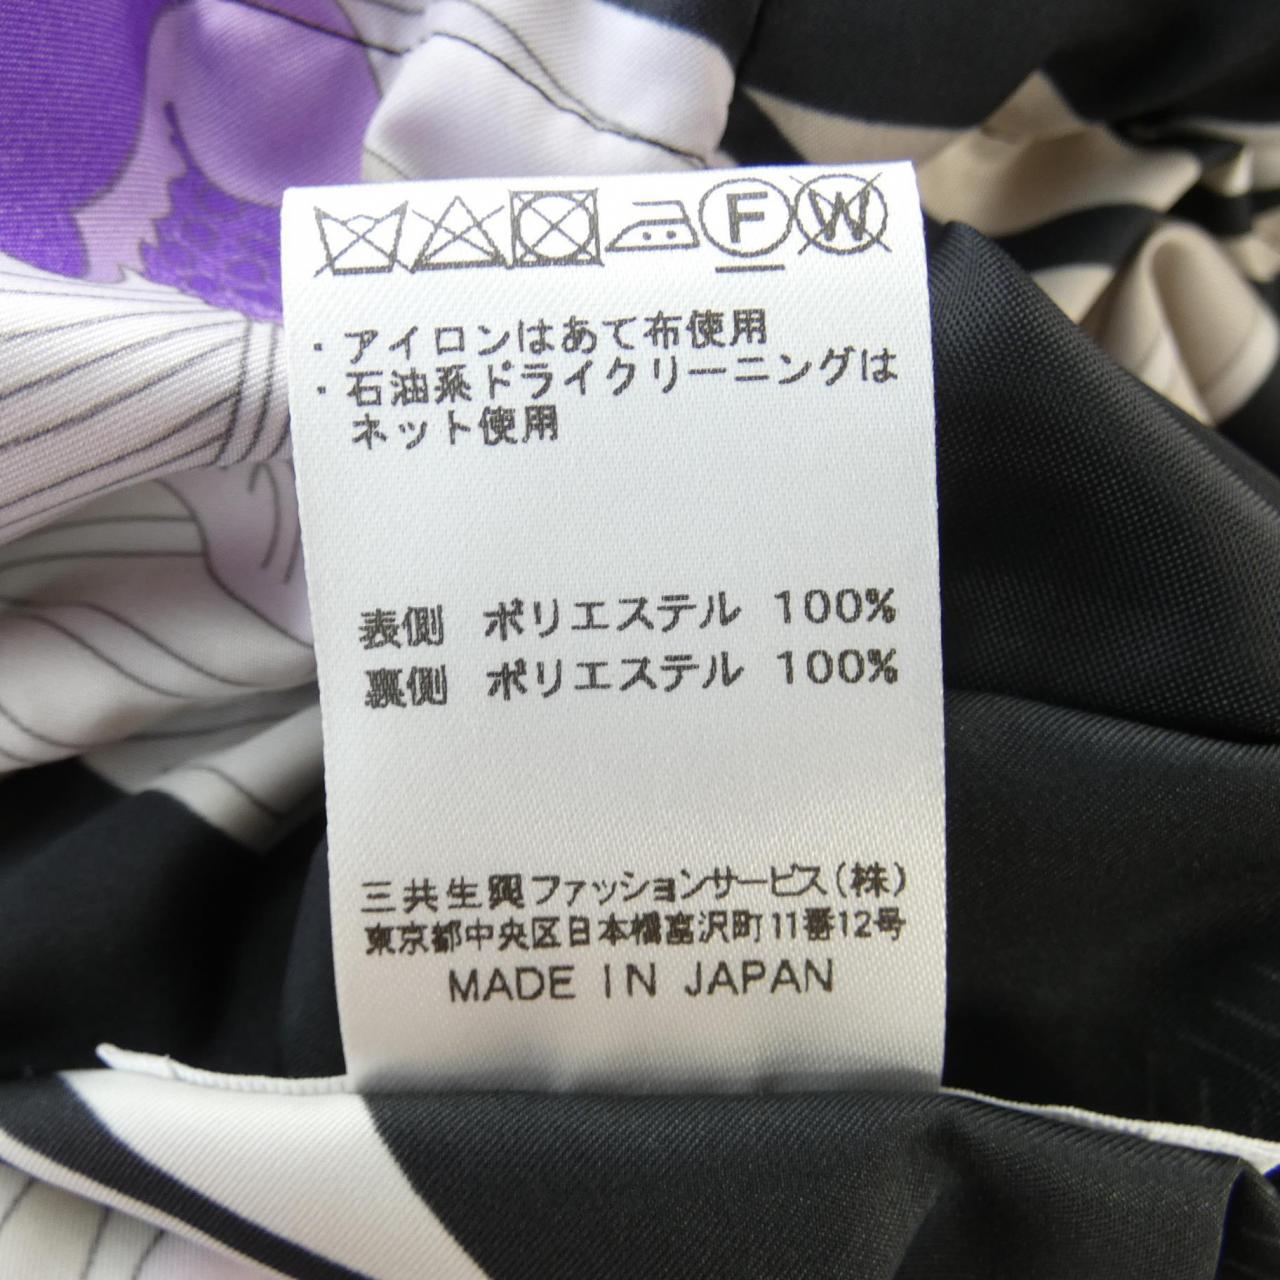 F W
・アイロンはあて布使用
・石油系ドライクリーニングは
ネット使用
表側 ポリエステル 100%
裏側 ポリエステル 100%
三共生興ファッションサービス(株)
東京都中央区日本橋富沢町11番12号
MADE IN JAPAN